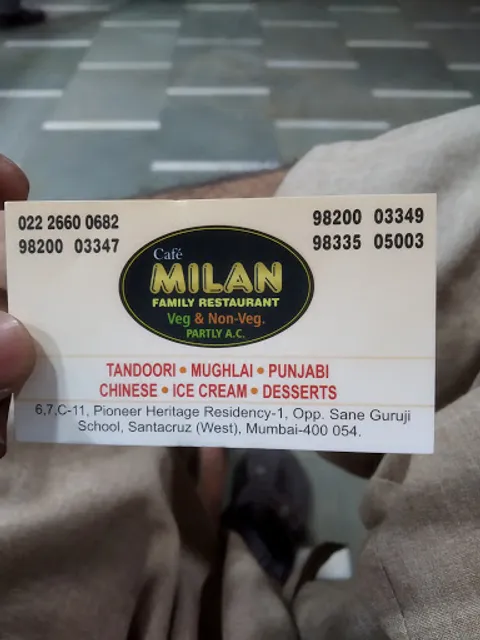 022 2660 0682
98200 03347
98200 03349
98335 05003
Café
MILAN
FAMILY RESTAURANT
Veg & Non-Veg.
PARTLY A.C.
TANDOORI • MUGHLAI • PUNJABI
CHINESE • ICE CREAM • DESSERTS
6,7,C-11, Pioneer Heritage Residency-1, Opp. Sane Guruji
School, Santacruz (West), Mumbai-400 054.